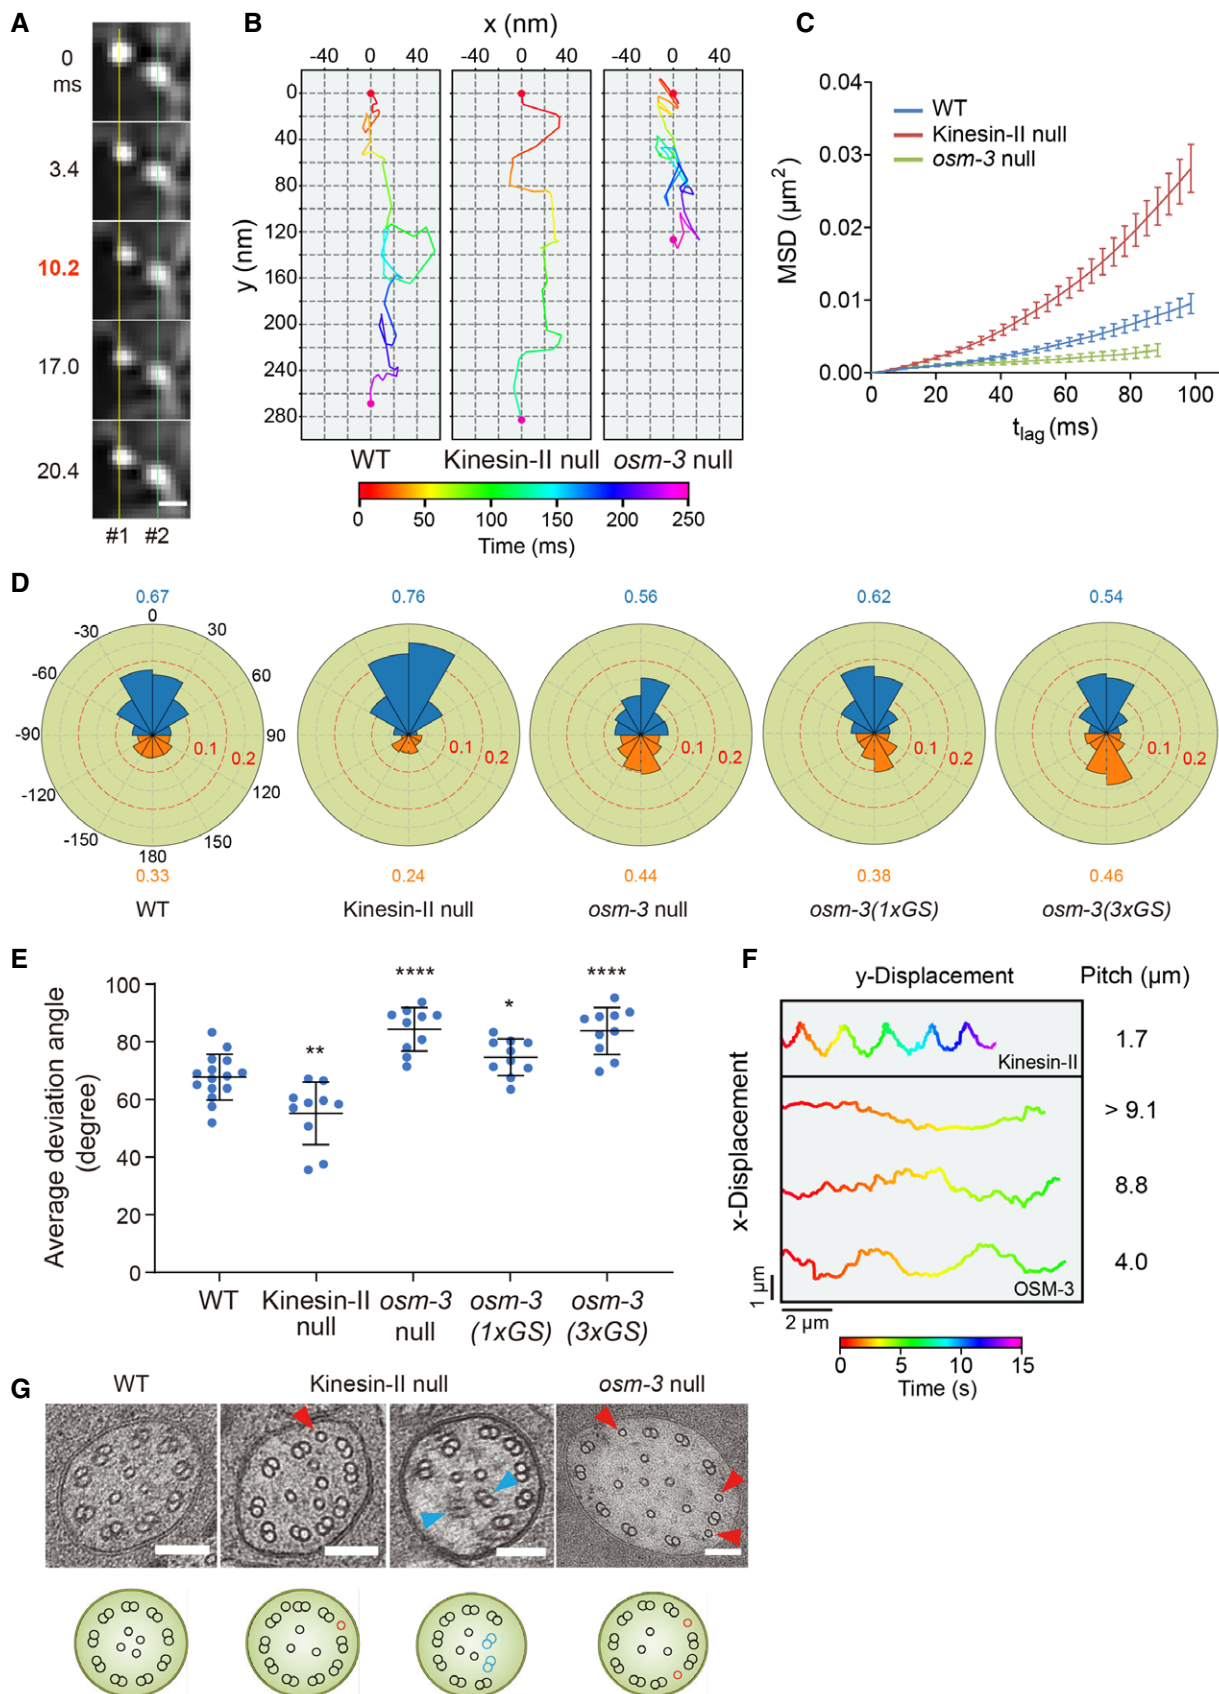 A
0
ms
3.4
10.2
17.0
20.4
#1 #2
B
x (nm)
-40 0 40 -40 0 40 -40 0 40
y (nm)
0
40
80
120
160
200
240
280
WT Kinesin-II null osm-3 null
0 50 100 150 200 250
Time (ms)
C
MSD (µm²)
0.04
0.03
0.02
0.01
0.00
WT
Kinesin-II null
osm-3 null
0 20 40 60 80 100
tlag (ms)
D
0.67 0.76 0.56 0.62 0.54
0
-30 30
-60 60
-90 90
-120 120
-150 150
180
0.1 0.2 0.1 0.2 0.1 0.2 0.1 0.2
0.33 0.24 0.44 0.38 0.46
WT Kinesin-II null osm-3 null osm-3(1xGS) osm-3(3xGS)
E
Average deviation angle
(degree)
100
80
60
40
20
0
** **** * ****
WT Kinesin-II osm-3 osm-3 osm-3
null null (1xGS) (3xGS)
F
y-Displacement Pitch (µm)
x-Displacement
Kinesin-II
1.7
> 9.1
8.8
4.0
OSM-3
1 µm
2 µm
0 5 10 15
Time (s)
G
WT Kinesin-II null osm-3 null